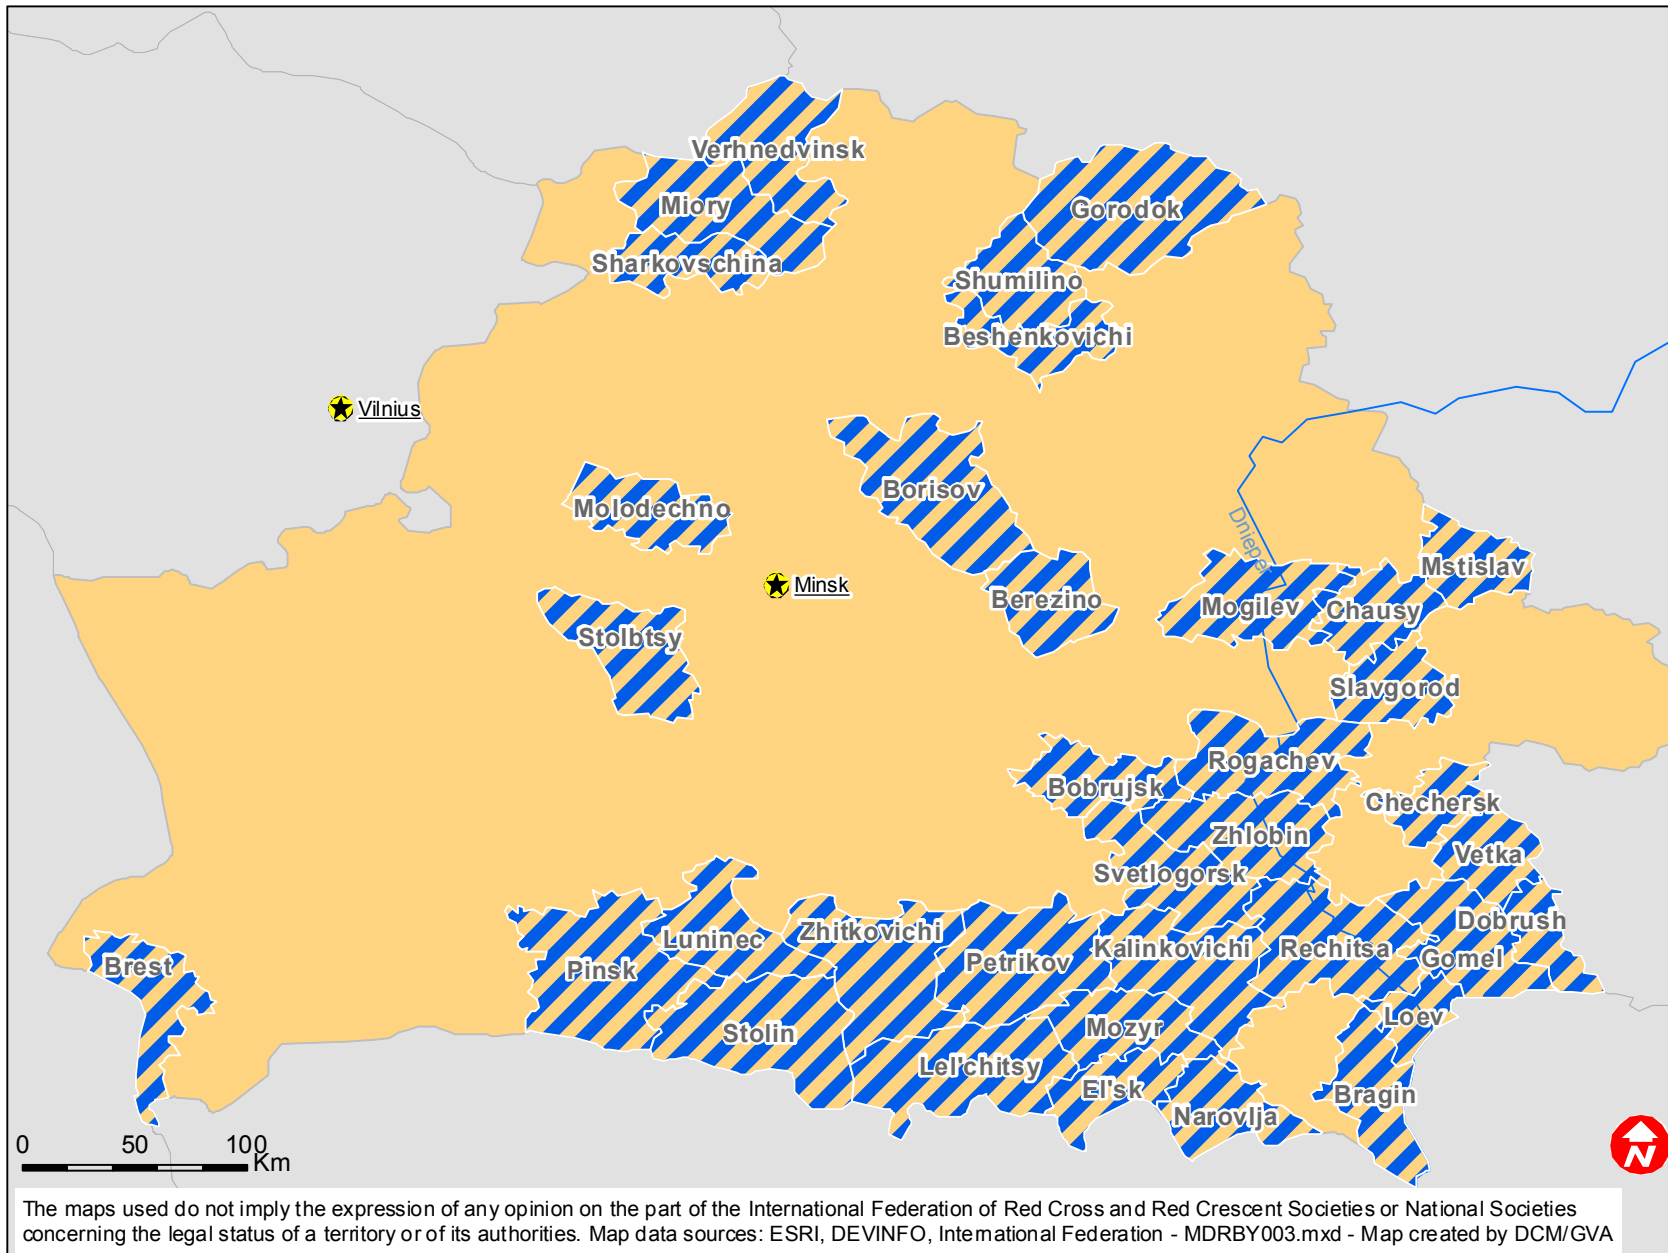 Verhnedvinsk
Miory
Gorodok
Sharkovschina
Shumilino
Beshenkovichi
Vilnius
Molodechno
Borisov
Dnieper
Mstislav
Minsk
Berezino
Mogilev
Chausy
Stolbtsy
Slavgorod
Rogachev
Bobrujsk
Chechersk
Zhlobin
Vetka
Svetlogorsk
Dobrush
Zhitkovichi
Luninec
Kalinkovichi
Rechitsa
Gomel
Brest
Pinsk
Petrikov
Loev
Stolin
Mozyr
Lel'chitsy
El'sk
Bragin
Narovlja
0 50 100
Km
N
The maps used do not imply the expression of any opinion on the part of the International Federation of Red Cross and Red Crescent Societies or National Societies
concerning the legal status of a territory or of its authorities. Map data sources: ESRI, DEVINFO, International Federation - MDRBY003.mxd - Map created by DCM/GVA